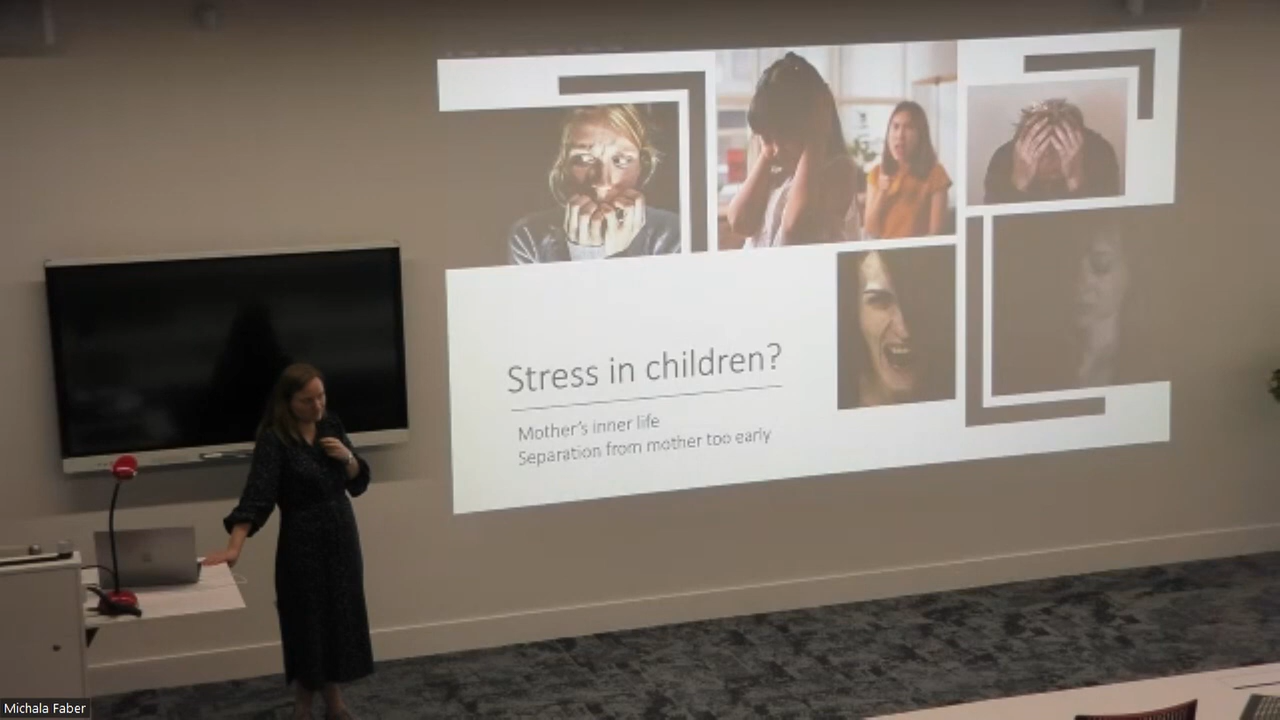 Stress in children?
Mother's inner life
Separation from mother too early
Michala Faber